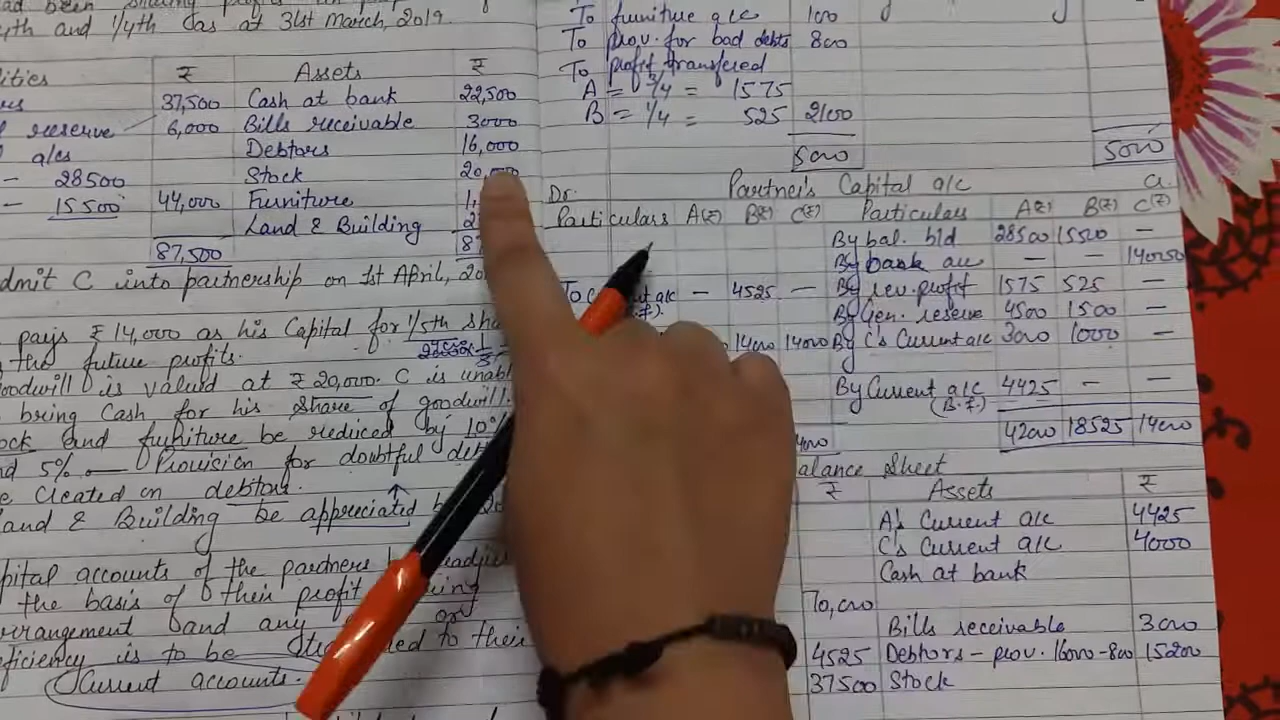 had been sharing profits in
4th and 1/4th Cas at 31st March, 2019.
ities ₹ Assets ₹
37,500 Cash at bank 22,500
reserve 6,000 Bills receivable 3000
a/cs Debtors 16,000
- 28500 Stock
- 15500 44,000 Furniture
Land & Building
87,500
dmit C into partnership on 1st April, 20
pays ₹ 14,000 as his Capital for 1/5th Sha
the future profits.
oodwill is valued at ₹ 20,000. C is unabl
bring Cash for his Share of goodwill.
ock and furniture be reduced by 10%
nd 5% — Provision for doubtful deb
e Created on debtors.
and & Building be appreciated
pital accounts of the partners
the basis of their profit
rrangement and any or
eficiency is to be to their
Current accounts.
To furniture a/c 100
To prov. for bad debts 800
To profit transfered
A = 3/4 = 1575
B = 1/4 = 525 2100
5000 5000
Partner's Capital a/c
Dr. Cr.
Particulars A(₹) B(₹) C(₹) Particulars A(₹) B(₹) C(₹)
By bal. b/d 28500 15500 -
By bank a/c - - 14000
- 4525 - By rev. profit 1575 525 -
By Gen. reserve 4500 1500 -
14000 14000 By C's Current a/c 3000 1000 -
By Current a/c 4425 - -
(B.F.)
42000 18525 14000
alance Sheet
₹ Assets ₹
A's Current a/c 4425
C's Current a/c 4000
Cash at bank
70,000
Bills receivable 3000
4525 Debtors - prov. 16000-800 15200
37500 Stock